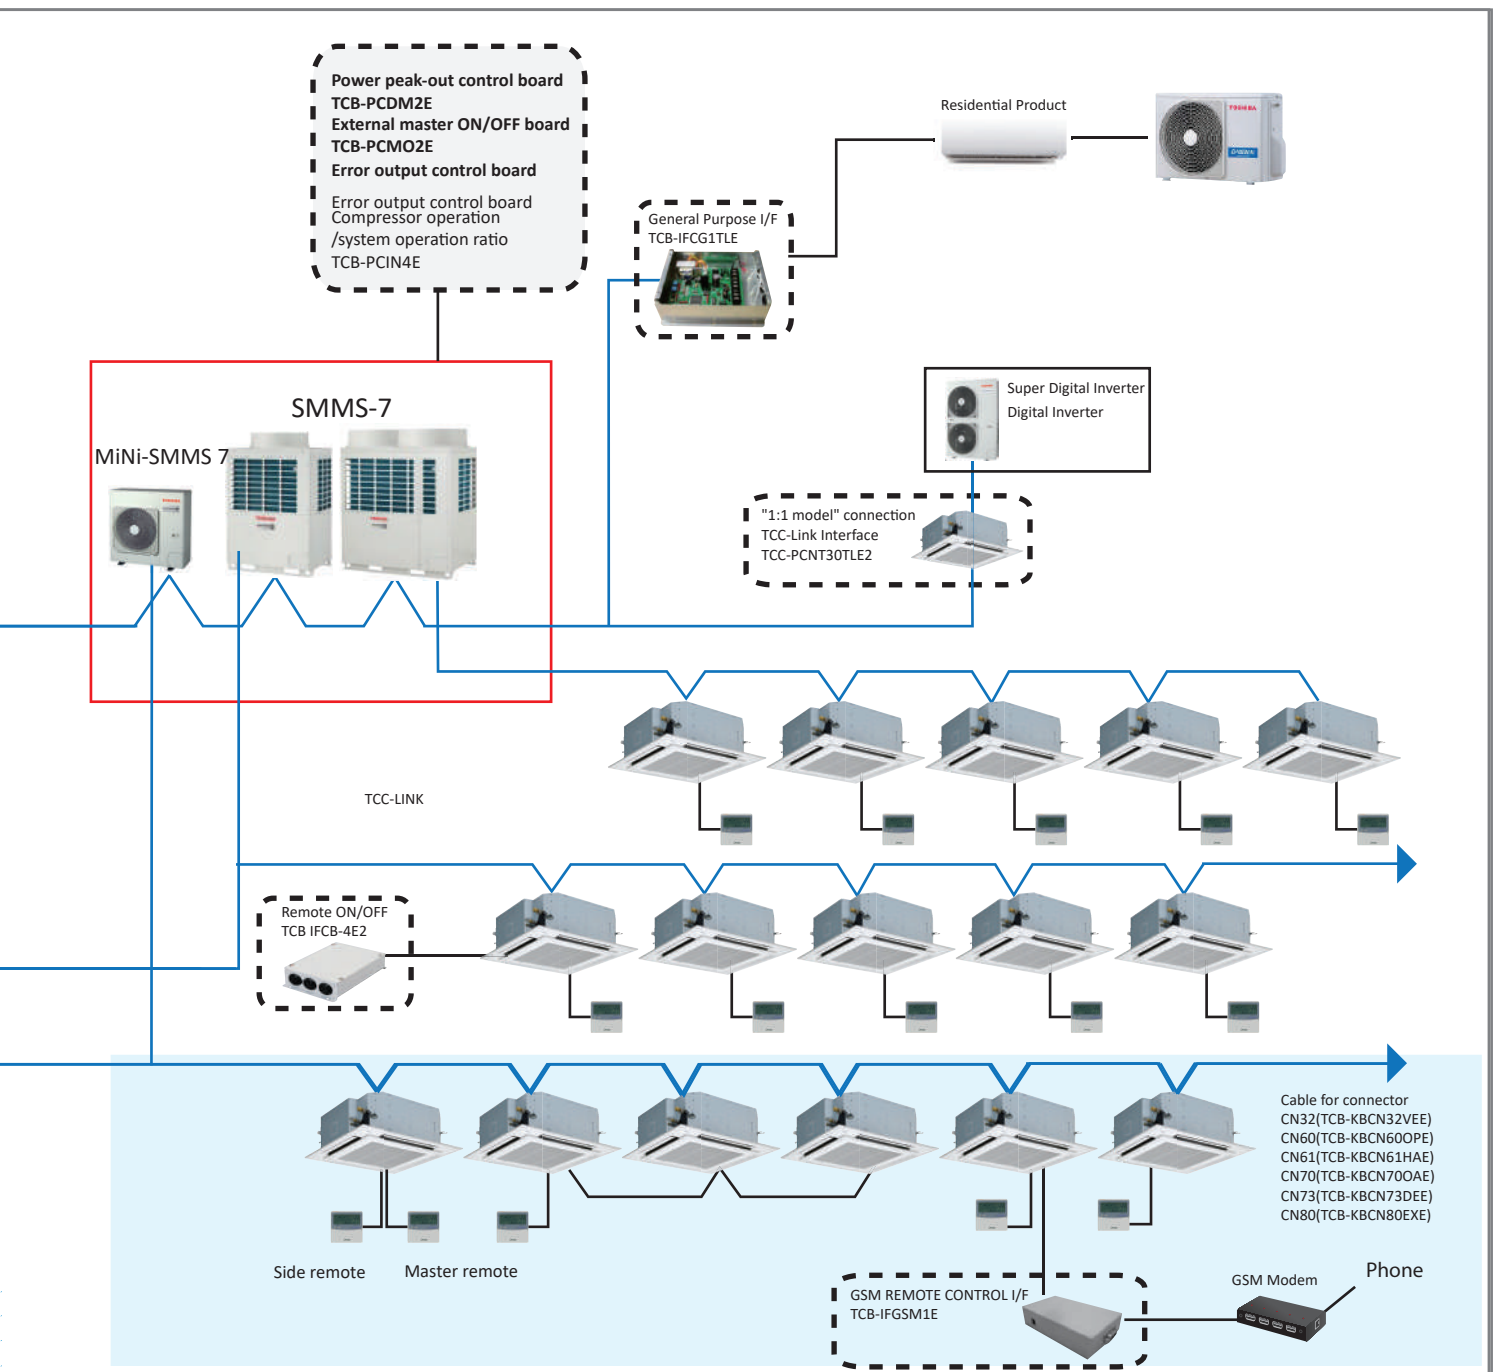 Power peak-out control board
TCB-PCDM2E
External master ON/OFF board
TCB-PCMO2E
Error output control board
Error output control board
Compressor operation
/system operation ratio
TCB-PCIN4E
Residential Product
TOSHIBA
General Purpose I/F
TCB-IFCG1TLE
Super Digital Inverter
Digital Inverter
SMMS-7
MiNi-SMMS 7
"1:1 model" connection
TCC-Link Interface
TCC-PCNT30TLE2
TCC-LINK
Remote ON/OFF
TCB IFCB-4E2
Cable for connector
CN32(TCB-KBCN32VEE)
CN60(TCB-KBCN60OPE)
CN61(TCB-KBCN61HAE)
CN70(TCB-KBCN70OAE)
CN73(TCB-KBCN73DEE)
CN80(TCB-KBCN80EXE)
Side remote
Master remote
GSM REMOTE CONTROL I/F
TCB-IFGSM1E
GSM Modem
Phone